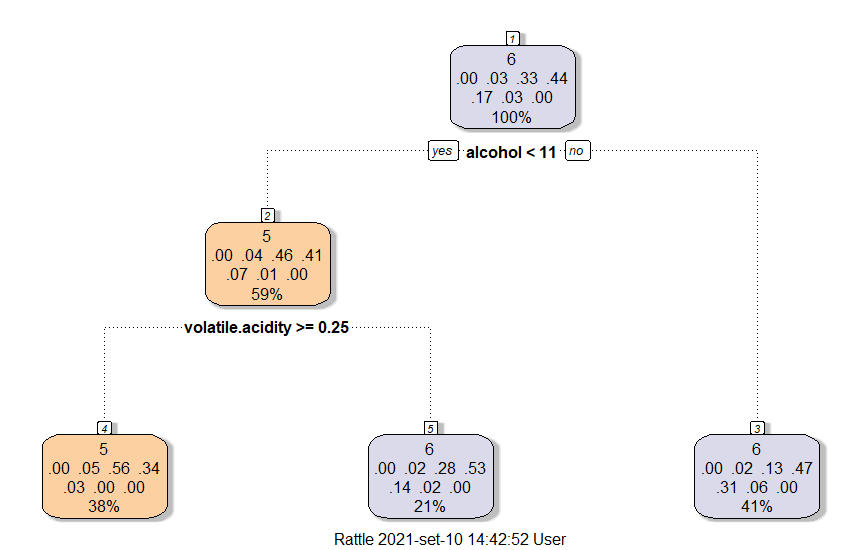 1
6
.00 .03 .33 .44
.17 .03 .00
100%
yes alcohol < 11 no
2
5
.00 .04 .46 .41
.07 .01 .00
59%
volatile.acidity >= 0.25
4
5
.00 .05 .56 .34
.03 .00 .00
38%
5
6
.00 .02 .28 .53
.14 .02 .00
21%
3
6
.00 .02 .13 .47
.31 .06 .00
41%
Rattle 2021-set-10 14:42:52 User